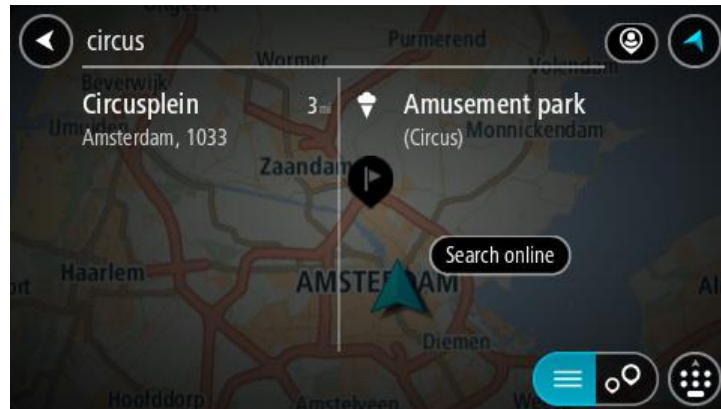 circus
Circusplein
3 mi
Amsterdam, 1033
Amusement park
(Circus)
Search online
Wormer
Purmerend
Volendam
Beverwijk
IJmuiden
Monnickendam
Zaandam
Haarlem
AMSTERDAM
Diemen
Hoofddorp
Amstelveen